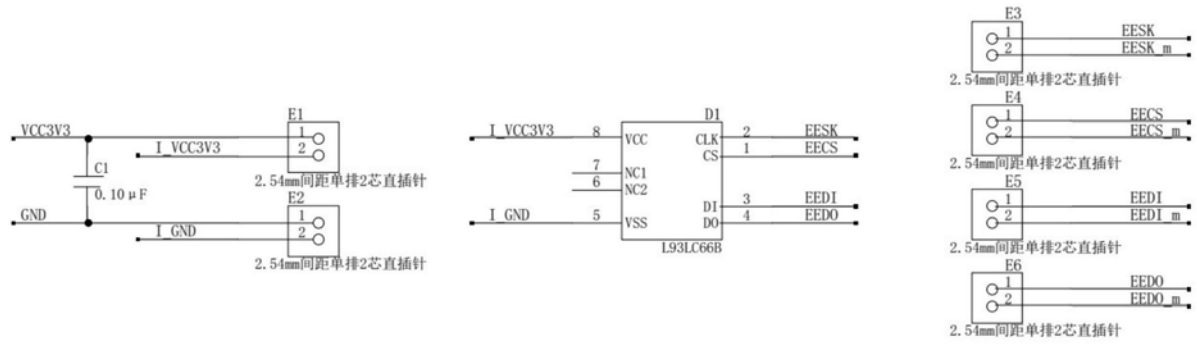 E1
VCC3V3
1
I_VCC3V3
2
C1
0.10μF
2.54mm间距单排2芯直插针
E2
GND
1
I_GND
2
2.54mm间距单排2芯直插针
D1
I_VCC3V3 8 VCC CLK 2 EESK
CS 1 EECS
7 NC1
6 NC2
DI 3 EEDI
I_GND 5 VSS DO 4 EEDO
L93LC66B
E3
1 EESK
2 EESK_m
2.54mm间距单排2芯直插针
E4
1 EECS
2 EECS_m
2.54mm间距单排2芯直插针
E5
1 EEDI
2 EEDI_m
2.54mm间距单排2芯直插针
E6
1 EEDO
2 EEDO_m
2.54mm间距单排2芯直插针